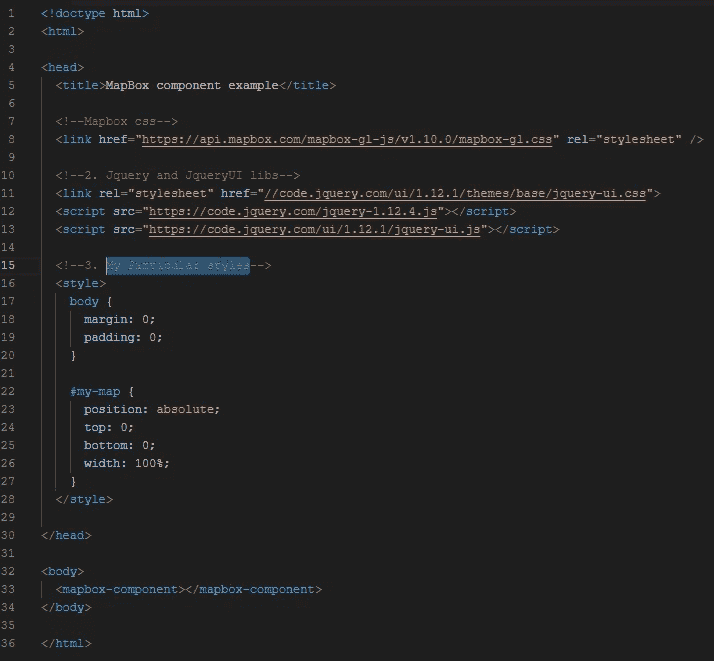 1 <!doctype html>
2 <html>
3
4 <head>
5 <title>MapBox component example</title>
6
7 <!--Mapbox css-->
8 <link href="https://api.mapbox.com/mapbox-gl-js/v1.10.0/mapbox-gl.css" rel="stylesheet" />
9
10 <!--2. Jquery and JqueryUI libs-->
11 <link rel="stylesheet" href="//code.jquery.com/ui/1.12.1/themes/base/jquery-ui.css">
12 <script src="https://code.jquery.com/jquery-1.12.4.js"></script>
13 <script src="https://code.jquery.com/ui/1.12.1/jquery-ui.js"></script>
14
15 <!--3. My Particular styles-->
16 <style>
17 body {
18 margin: 0;
19 padding: 0;
20 }
21
22 #my-map {
23 position: absolute;
24 top: 0;
25 bottom: 0;
26 width: 100%;
27 }
28 </style>
29
30 </head>
31
32 <body>
33 <mapbox-component></mapbox-component>
34 </body>
35
36 </html>